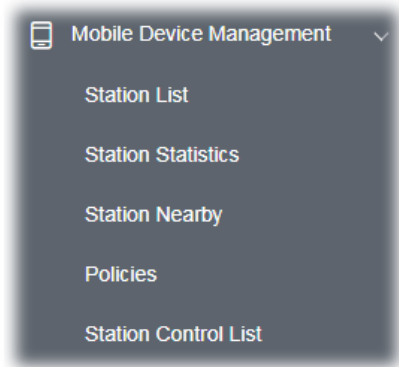 Mobile Device Management
Station List
Station Statistics
Station Nearby
Policies
Station Control List